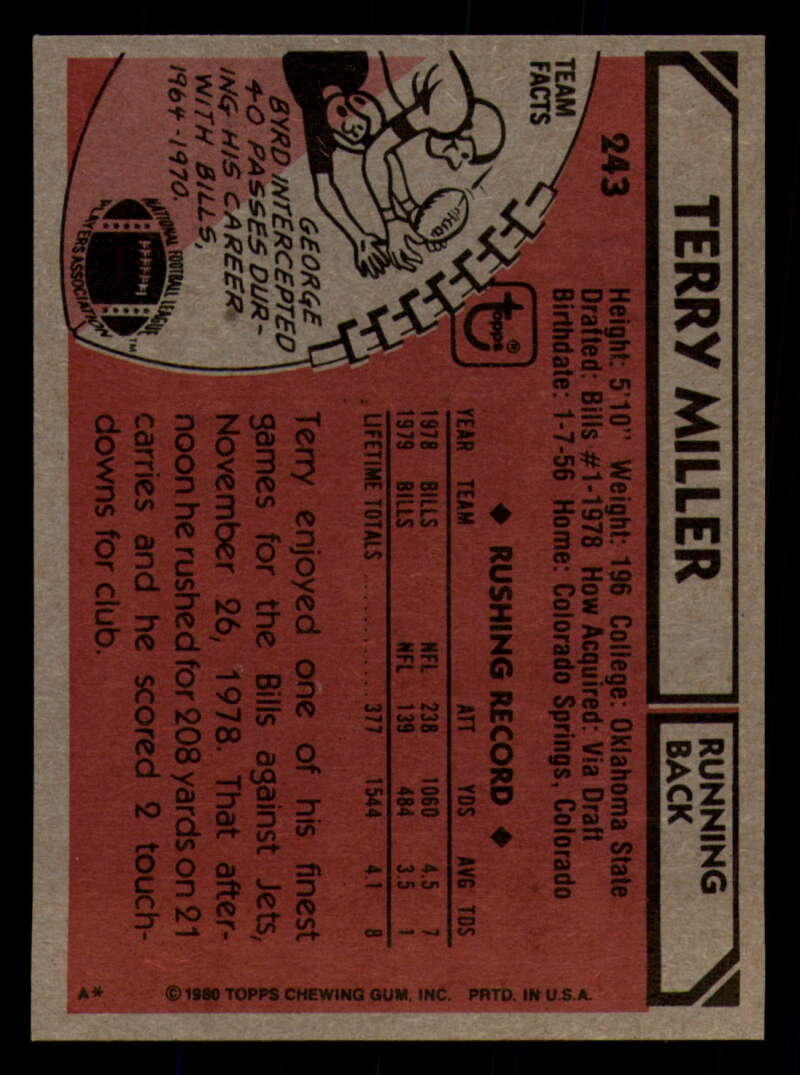 TERRY MILLER
RUNNING
BACK
243
Height: 5'10" Weight: 196 College: Oklahoma State
Drafted: Bills #1-1978 How Acquired: Via Draft
Birthdate: 1-7-56 Home: Colorado Springs, Colorado
TEAM
FACTS
topps®
GEORGE
BYRD INTERCEPTED
40 PASSES DUR-
ING HIS CAREER
WITH BILLS,
1964-1970.
NATIONAL FOOTBALL LEAGUE
PLAYERS ASSOCIATION™
◆ RUSHING RECORD ◆
YEAR TEAM ATT YDS AVG TDS
1978 BILLS NFL 238 1060 4.5 7
1979 BILLS NFL 139 484 3.5 1
LIFETIME TOTALS ............ 377 1544 4.1 8
Terry enjoyed one of his finest
games for the Bills against Jets,
November 26, 1978. That after-
noon he rushed for 208 yards on 21
carries and he scored 2 touch-
downs for club.
A* © 1980 TOPPS CHEWING GUM, INC. PRTD. IN U.S.A.